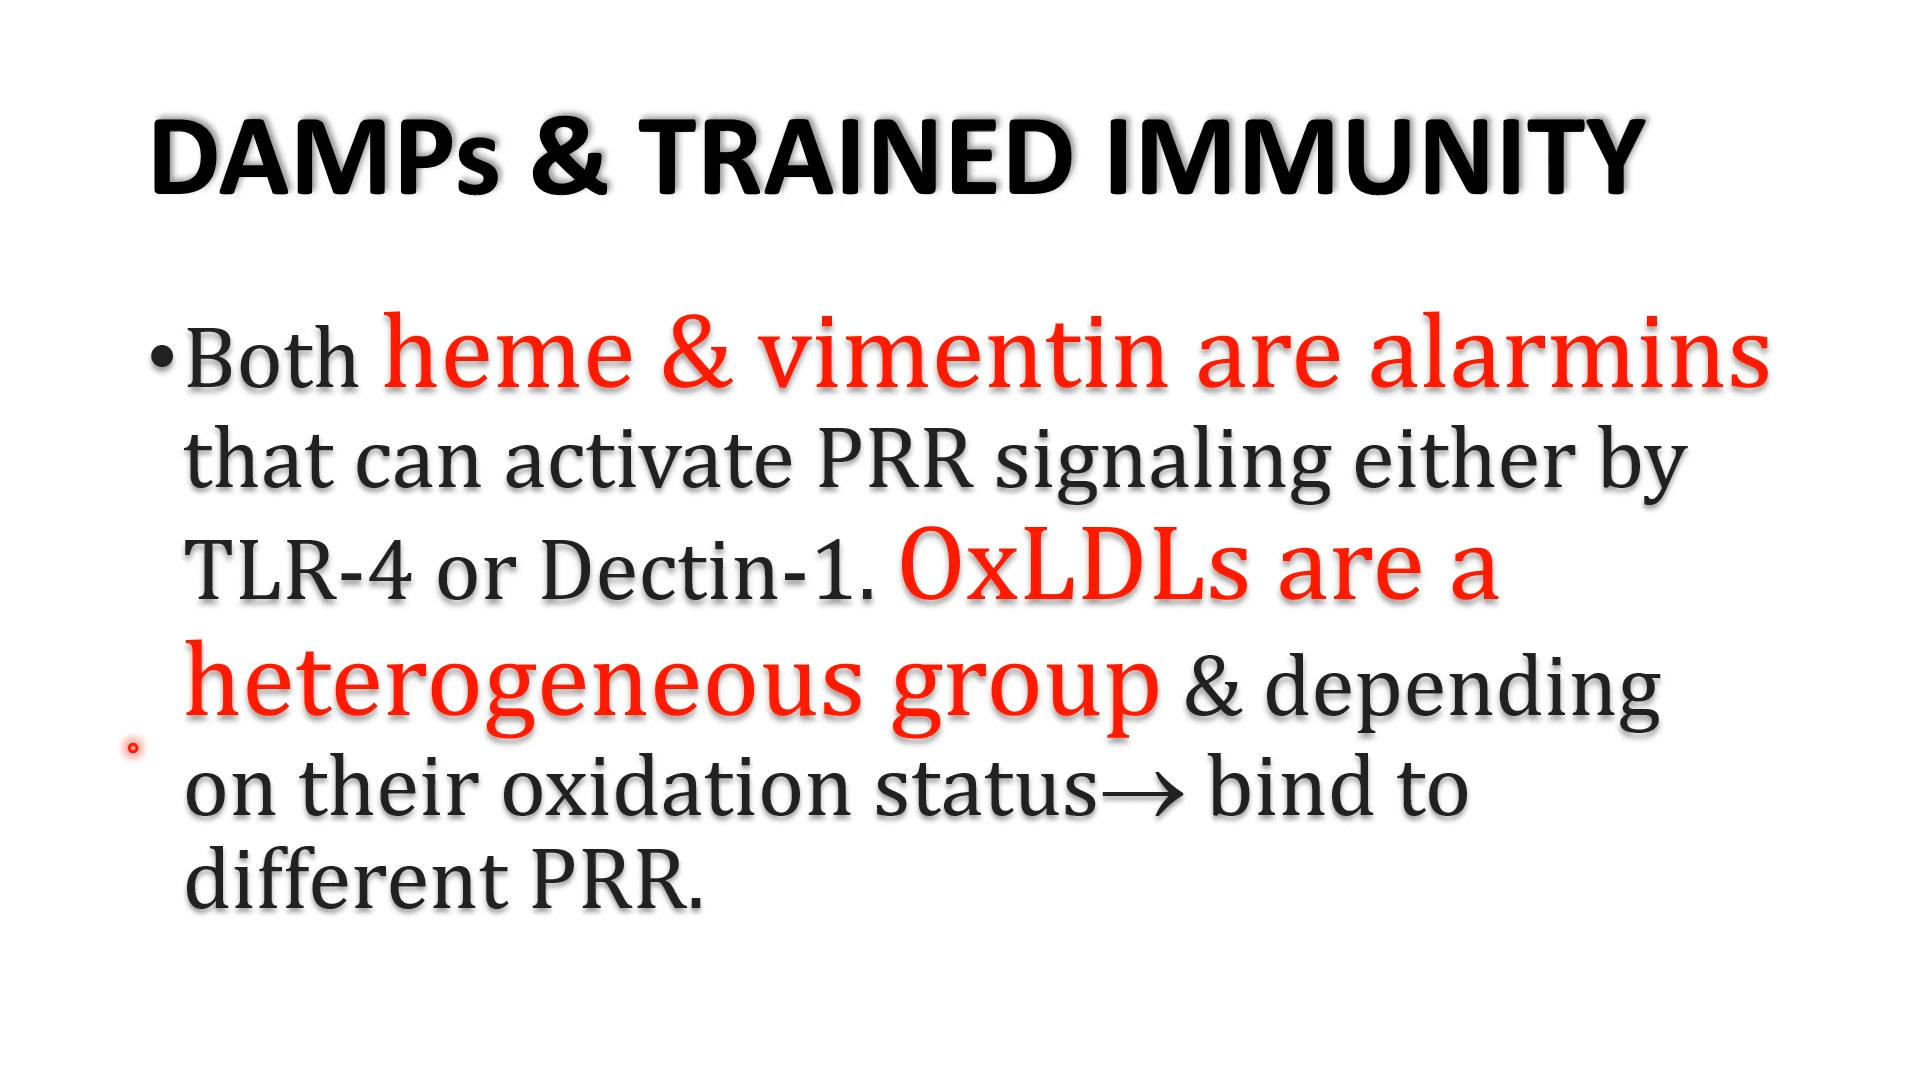 DAMPs & TRAINED IMMUNITY
•Both heme & vimentin are alarmins
that can activate PRR signaling either by
TLR-4 or Dectin-1. OxLDLs are a
heterogeneous group & depending
on their oxidation status→ bind to
different PRR.